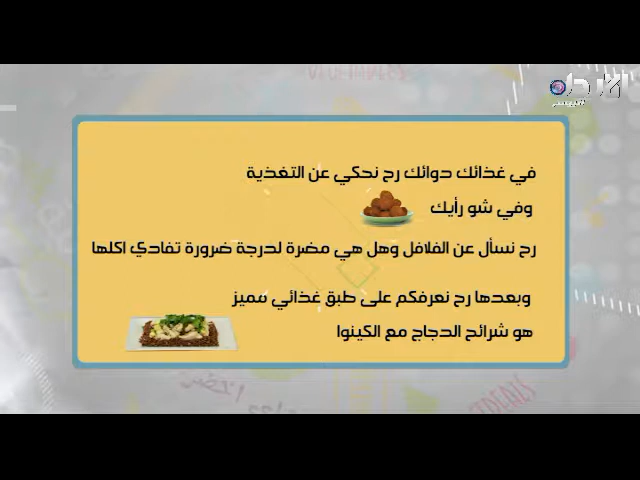 في غذائك دوائك رح نحكي عن التغذية
وفي شو رأيك
رح نسأل عن الفلافل وهل هي مضرة لدرجة ضرورة تفادي اكلها
وبعدها رح نعرفكم على طبق غذائي مميز
هو شرائح الدجاج مع الكينوا